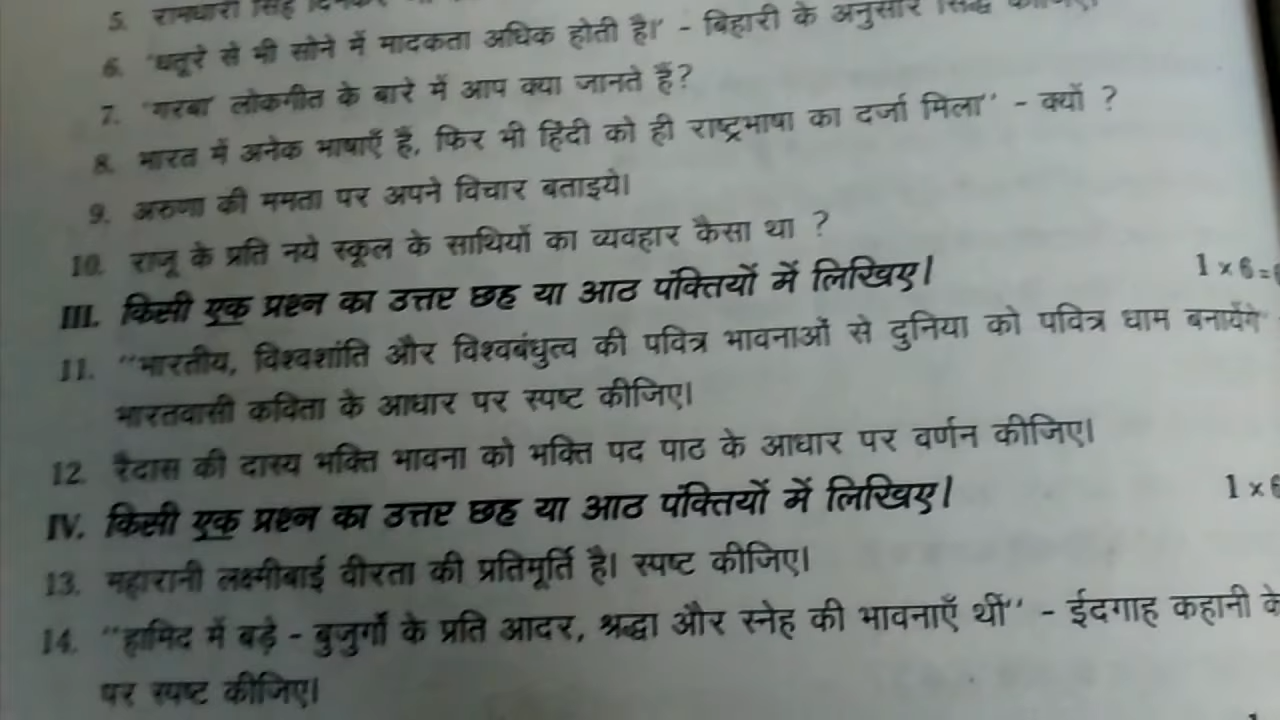 5. रामधारी सिंह दिनकर
6. 'धतूरे से भी सोने में मादकता अधिक होती है।' - बिहारी के अनुसार सिद्ध कीजिए।
7. 'गरबा' लोकगीत के बारे में आप क्या जानते हैं?
8. भारत में अनेक भाषाएँ हैं, फिर भी हिंदी को ही राष्ट्रभाषा का दर्जा मिला" - क्यों ?
9. अरुणा की ममता पर अपने विचार बताइये।
10. राजू के प्रति नये स्कूल के साथियों का व्यवहार कैसा था ?
III. किसी एक प्रश्न का उत्तर छह या आठ पंक्तियों में लिखिए। 1 x 6 =
11. "भारतीय, विश्वशांति और विश्वबंधुत्व की पवित्र भावनाओं से दुनिया को पवित्र धाम बनायेंगे"
भारतवासी कविता के आधार पर स्पष्ट कीजिए।
12. रैदास की दास्य भक्ति भावना को भक्ति पद पाठ के आधार पर वर्णन कीजिए।
IV. किसी एक प्रश्न का उत्तर छह या आठ पंक्तियों में लिखिए। 1 x 6
13. महारानी लक्ष्मीबाई वीरता की प्रतिमूर्ति है। स्पष्ट कीजिए।
14. "हामिद में बड़े - बुजुर्गों के प्रति आदर, श्रद्धा और स्नेह की भावनाएँ थीं" - ईदगाह कहानी के
पर स्पष्ट कीजिए।